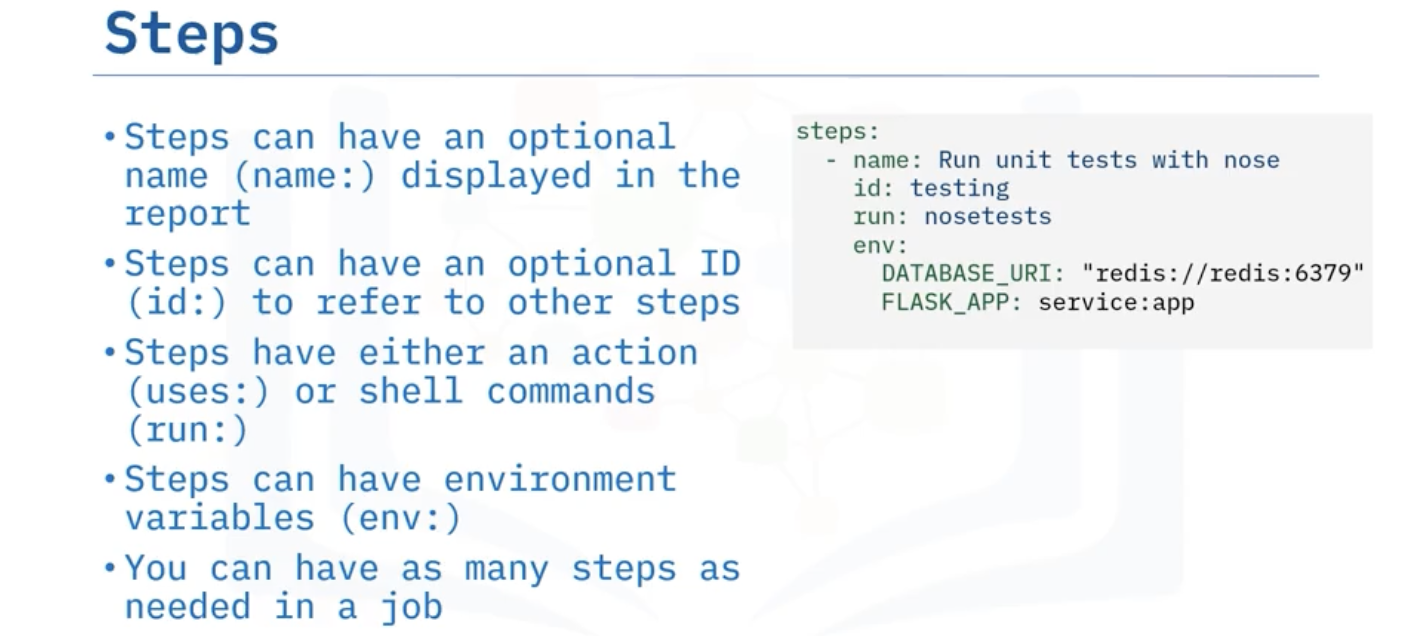 Steps
• Steps can have an optional
name (name:) displayed in the
report
• Steps can have an optional ID
(id:) to refer to other steps
• Steps have either an action
(uses:) or shell commands
(run:)
• Steps can have environment
variables (env:)
• You can have as many steps as
needed in a job
steps:
  - name: Run unit tests with nose
    id: testing
    run: nosetests
    env:
      DATABASE_URI: "redis://redis:6379"
      FLASK_APP: service:app